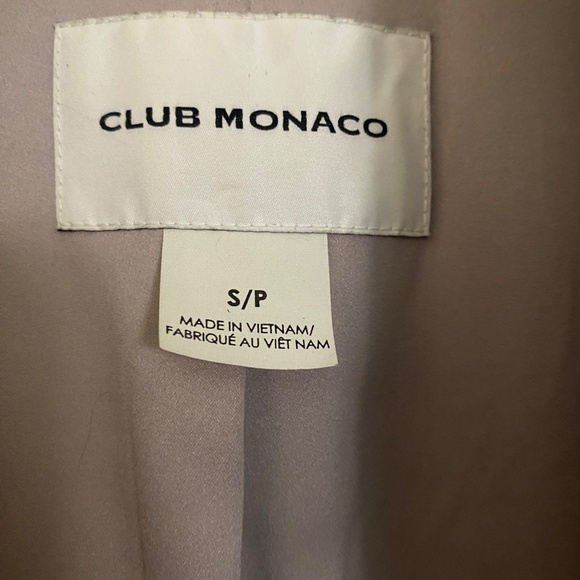 CLUB MONACO
S/P
MADE IN VIETNAM/
FABRIQUÉ AU VIÊT NAM